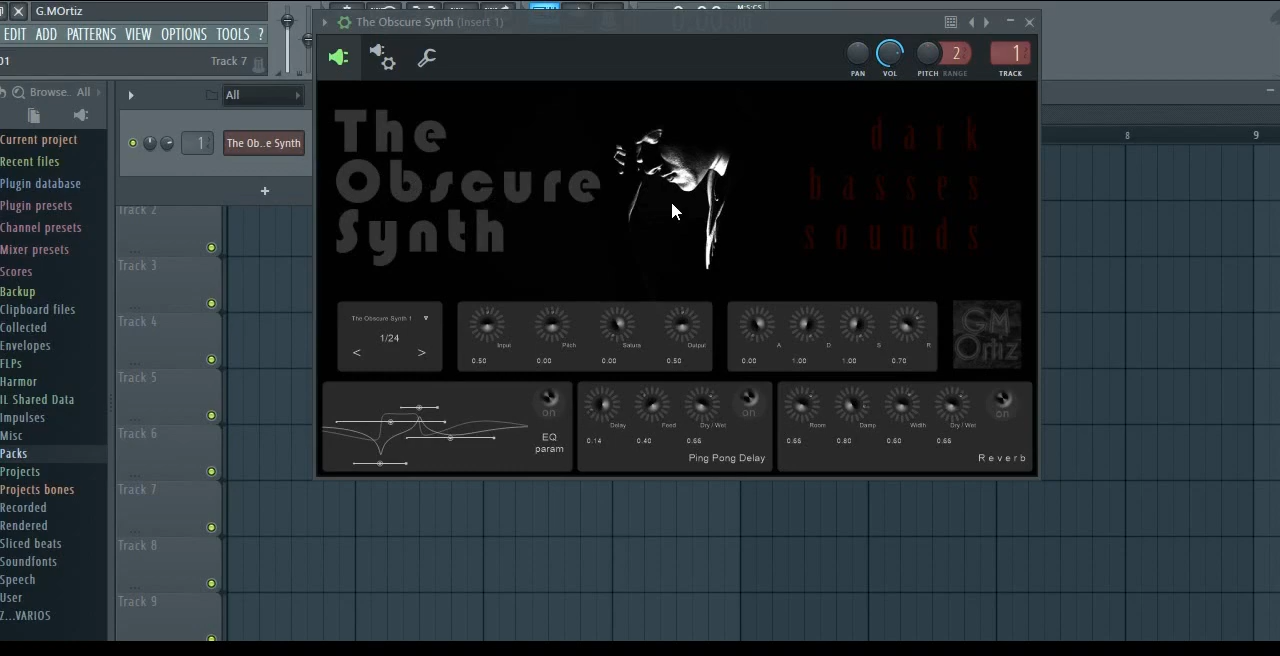 G.MOrtiz
EDIT ADD PATTERNS VIEW OPTIONS TOOLS ?
01
Track 7
Browse.. All
All
1
The Ob..e Synth
+
Current project
Recent files
Plugin database
Plugin presets
Channel presets
Mixer presets
Scores
Backup
Clipboard files
Collected
Envelopes
FLPs
Harmor
IL Shared Data
Impulses
Misc
Packs
Projects
Projects bones
Recorded
Rendered
Sliced beats
Soundfonts
Speech
User
Z...VARIOS
Track 2
Track 3
Track 4
Track 5
Track 6
Track 7
Track 8
Track 9
8
9
The Obscure Synth (Insert 1)
PAN VOL PITCH RANGE 2 1 TRACK
The
Obscure
Synth
dark
basses
sounds
The Obscure Synth 1
1/24
< >
Input Pitch Satura Output
0.50 0.00 0.00 0.50
A D S R
0.00 1.00 1.00 0.70
GM
Ortiz
on
EQ
param
on
Delay Feed Dry / Wet
0.14 0.40 0.66
Ping Pong Delay
on
Room Damp Width Dry / Wet
0.66 0.80 0.60 0.66
Reverb